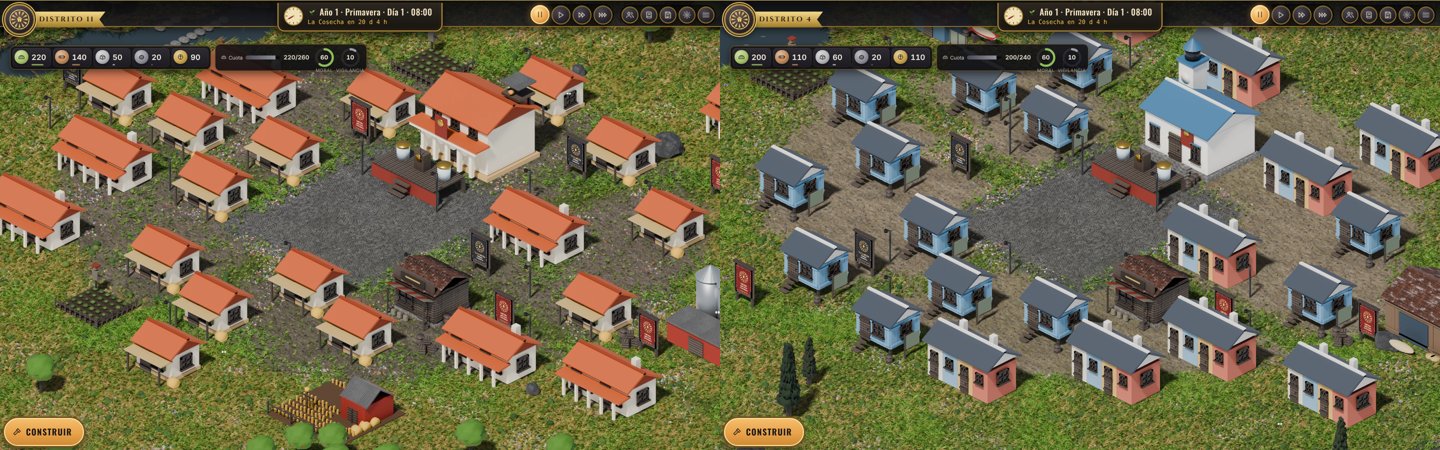 DISTRITO 11
Año 1 · Primavera · Día 1 · 08:00
La Cosecha en 20 d 4 h
220
140
50
20
90
Cuota
220/260
60
10
MORAL
CONSTRUIR
DISTRITO 4
Año 1 · Primavera · Día 1 · 08:00
La Cosecha en 20 d 4 h
200
110
60
20
110
Cuota
200/240
60
10
MORAL
VIGILANCIA
CONSTRUIR